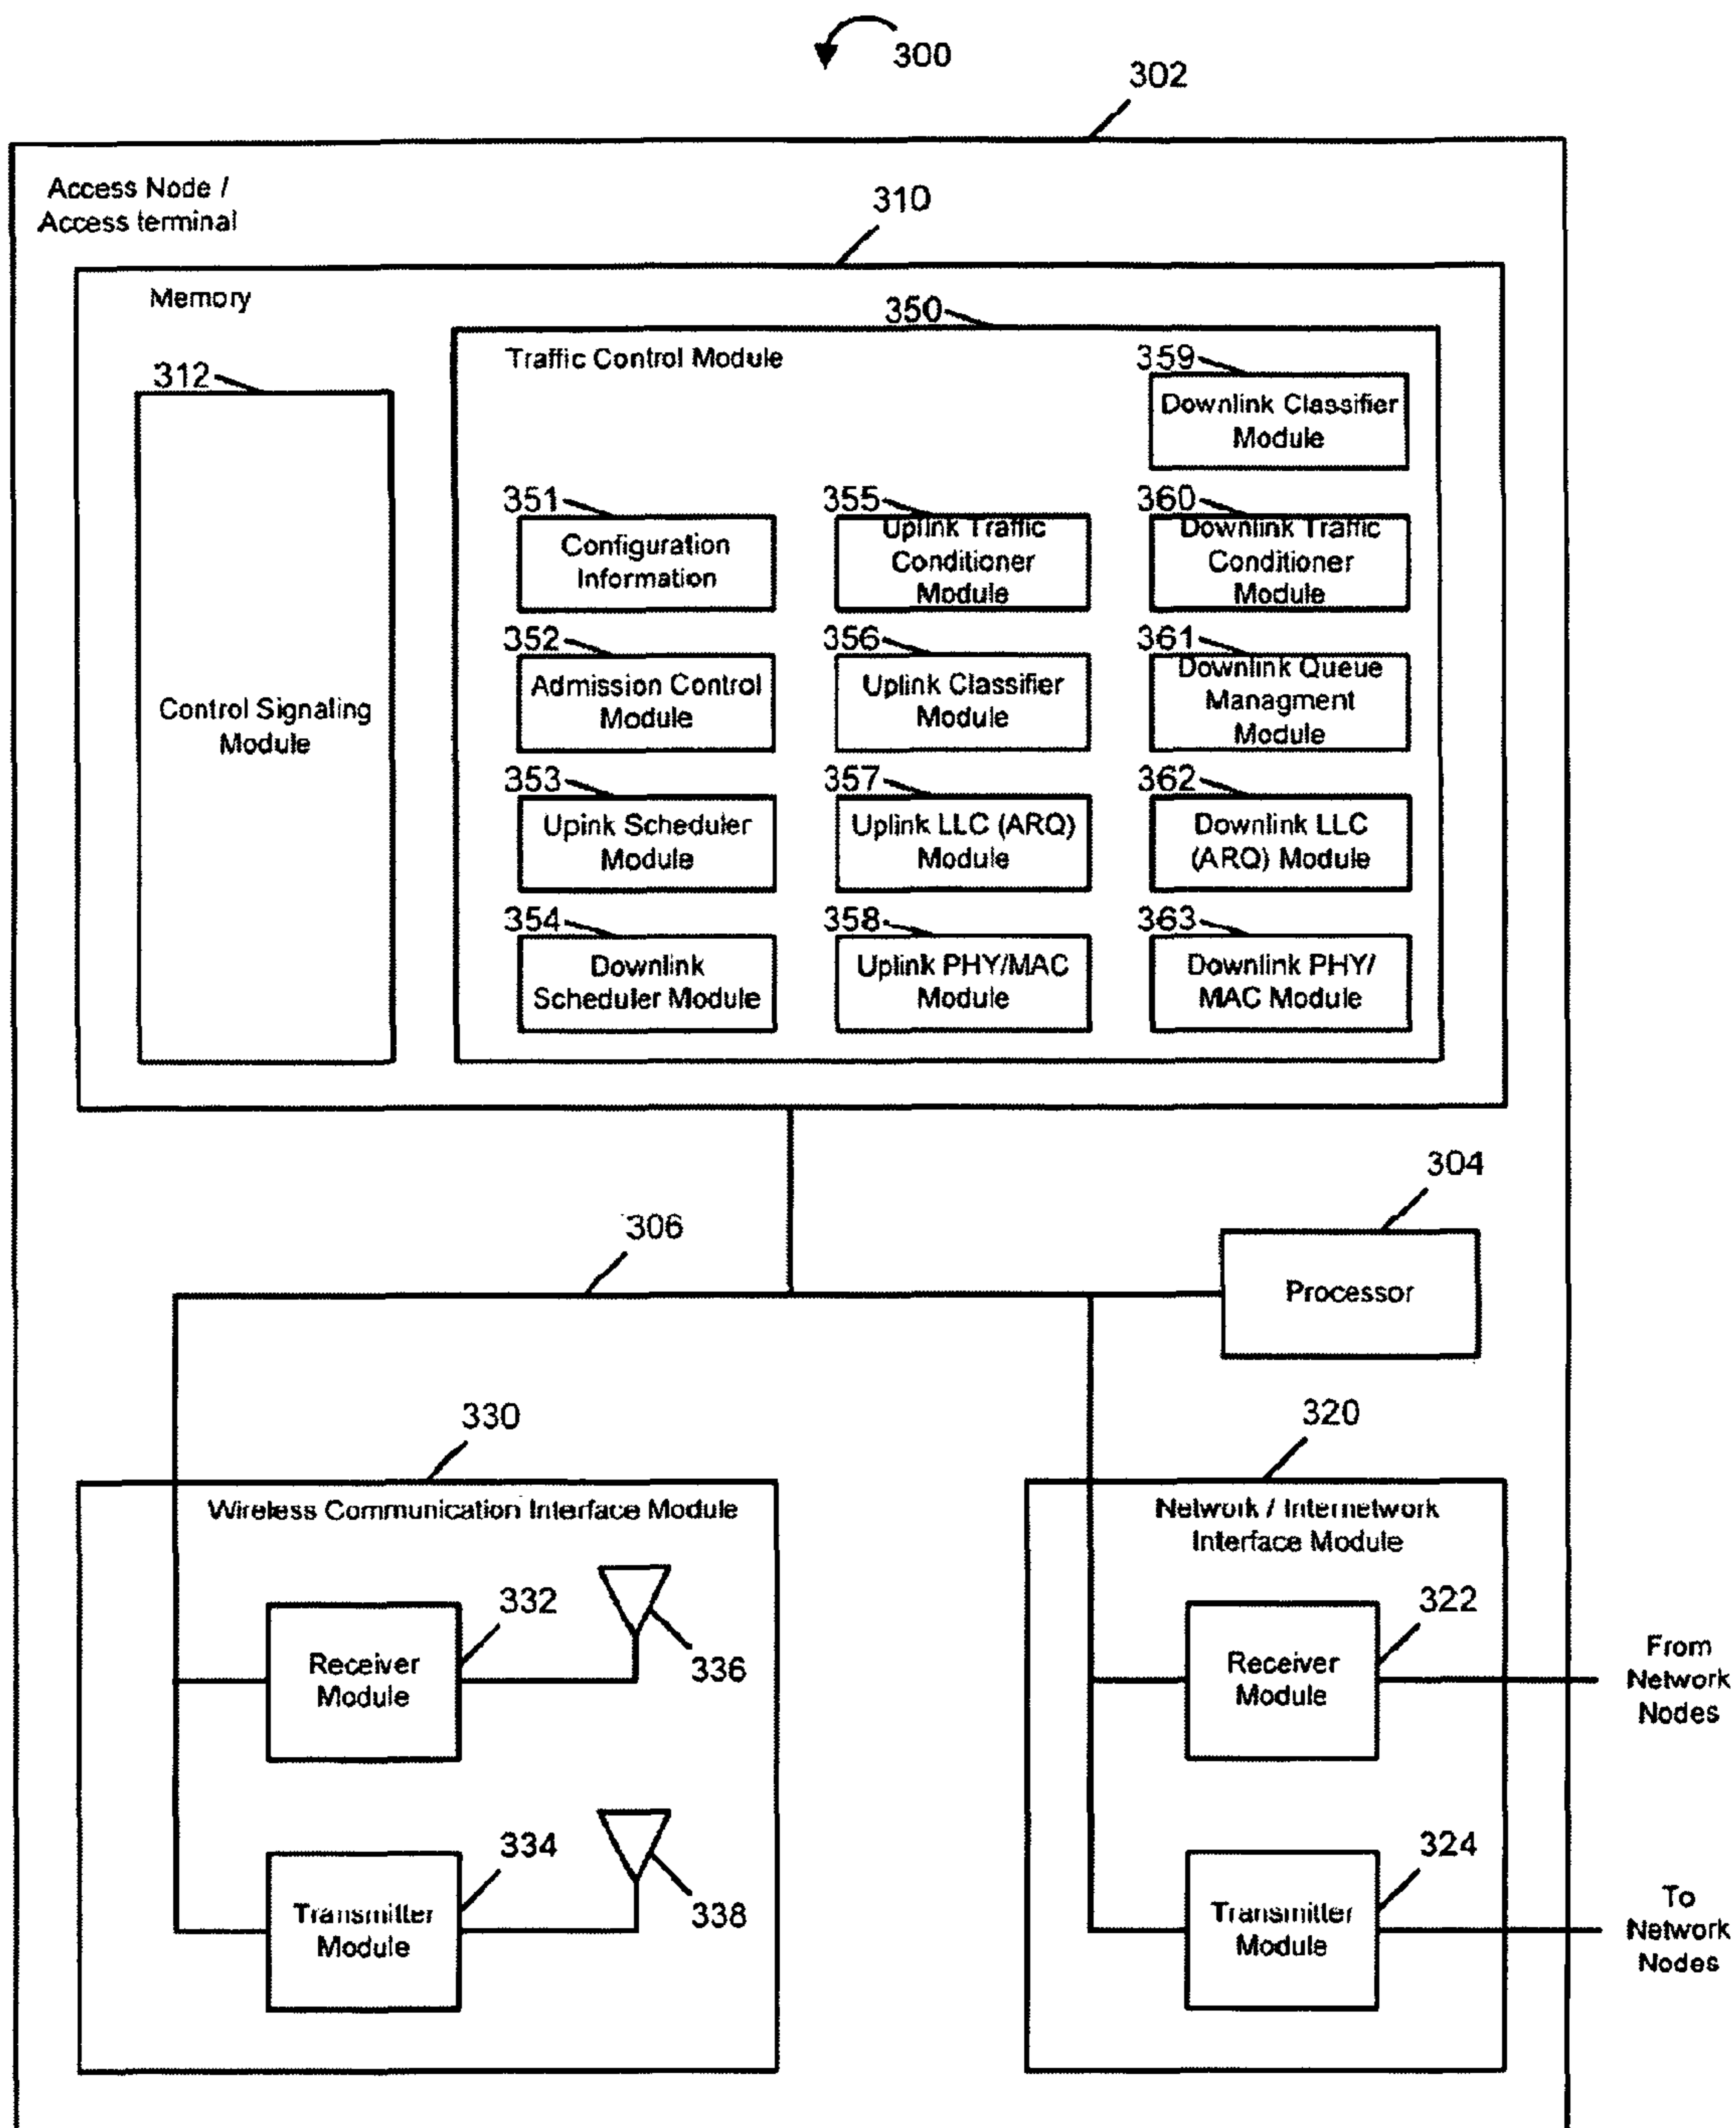 300
302
Access Node /
Access terminal
310
Memory
350
Traffic Control Module
312
Control Signaling
Module
359
Downlink Classifier
Module
351
Configuration
Information
355
Uplink Traffic
Conditioner
Module
360
Downlink Traffic
Conditioner
Module
352
Admission Control
Module
356
Uplink Classifier
Module
361
Downlink Queue
Managment
Module
353
Upink Scheduler
Module
357
Uplink LLC (ARQ)
Module
362
Downlink LLC
(ARQ) Module
354
Downlink
Scheduler Module
358
Uplink PHY/MAC
Module
363
Downlink PHY/
MAC Module
304
Processor
306
330
Wireless Communication Interface Module
332
Receiver
Module
336
334
Transmitter
Module
338
320
Network / Internetwork
Interface Module
322
Receiver
Module
From
Network
Nodes
324
Transmitter
Module
To
Network
Nodes